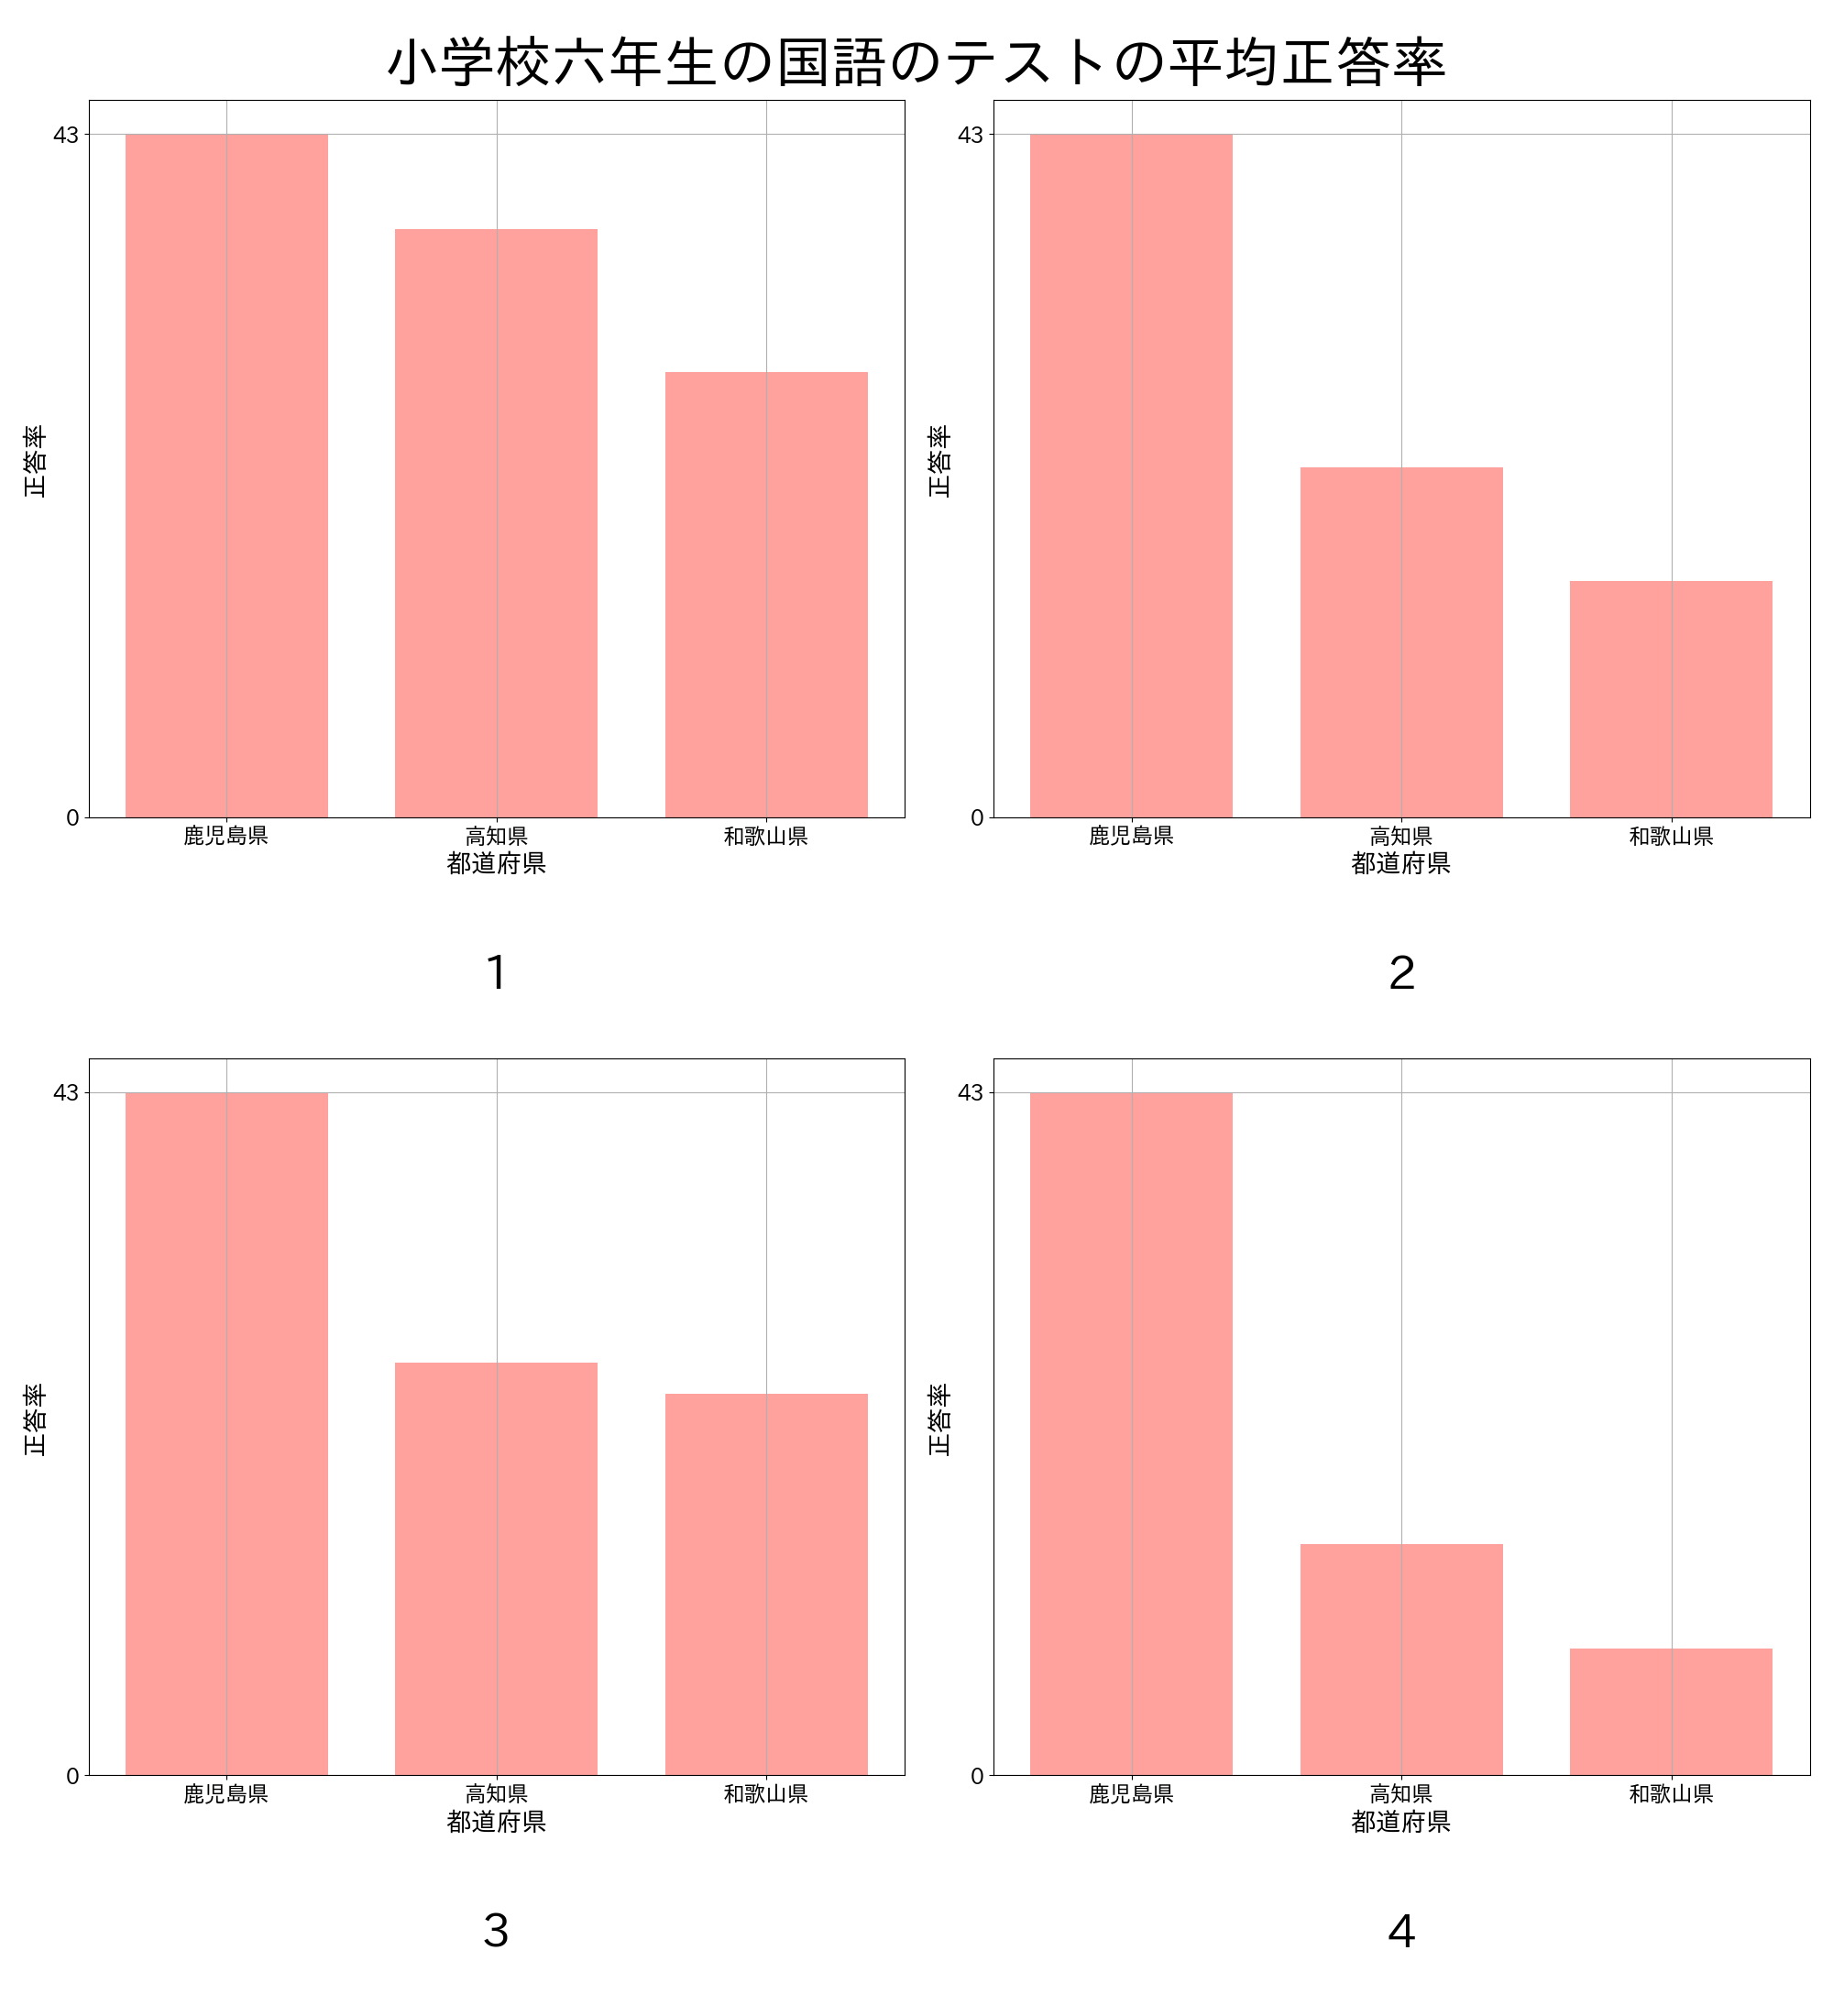 小学校六年生の国語のテストの平均正答率
43
0
正答率
鹿児島県 高知県 和歌山県
都道府県
1
43
0
正答率
鹿児島県 高知県 和歌山県
都道府県
2
43
0
正答率
鹿児島県 高知県 和歌山県
都道府県
3
43
0
正答率
鹿児島県 高知県 和歌山県
都道府県
4